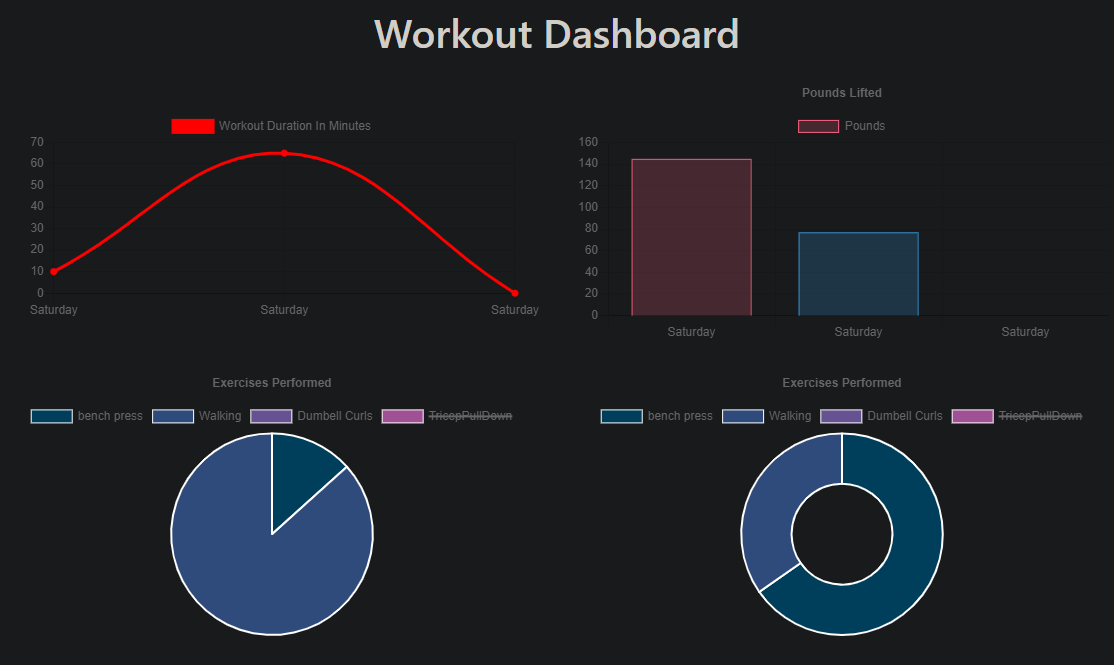 Workout Dashboard
Workout Duration In Minutes
70
60
50
40
30
20
10
0
Saturday Saturday Saturday
Pounds Lifted
Pounds
160
140
120
100
80
60
40
20
0
Saturday Saturday Saturday
Exercises Performed
bench press Walking Dumbell Curls TricepPullDown
Exercises Performed
bench press Walking Dumbell Curls TricepPullDown